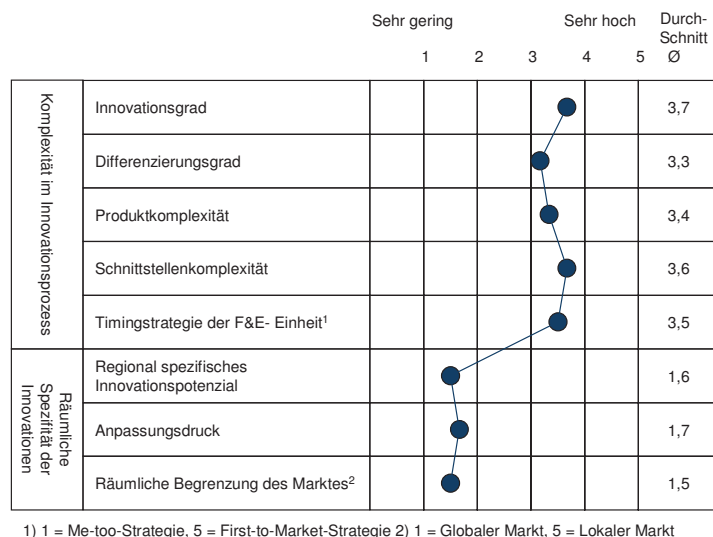 Sehr gering Sehr hoch Durch-
Schnitt
1 2 3 4 5 Ø
Komplexität im Innovationsprozess
Innovationsgrad 3,7
Differenzierungsgrad 3,3
Produktkomplexität 3,4
Schnittstellenkomplexität 3,6
Timingstrategie der F&E- Einheit¹ 3,5
Räumliche
Spezifität der
Innovationen
Regional spezifisches
Innovationspotenzial 1,6
Anpassungsdruck 1,7
Räumliche Begrenzung des Marktes² 1,5
1) 1 = Me-too-Strategie, 5 = First-to-Market-Strategie 2) 1 = Globaler Markt, 5 = Lokaler Markt